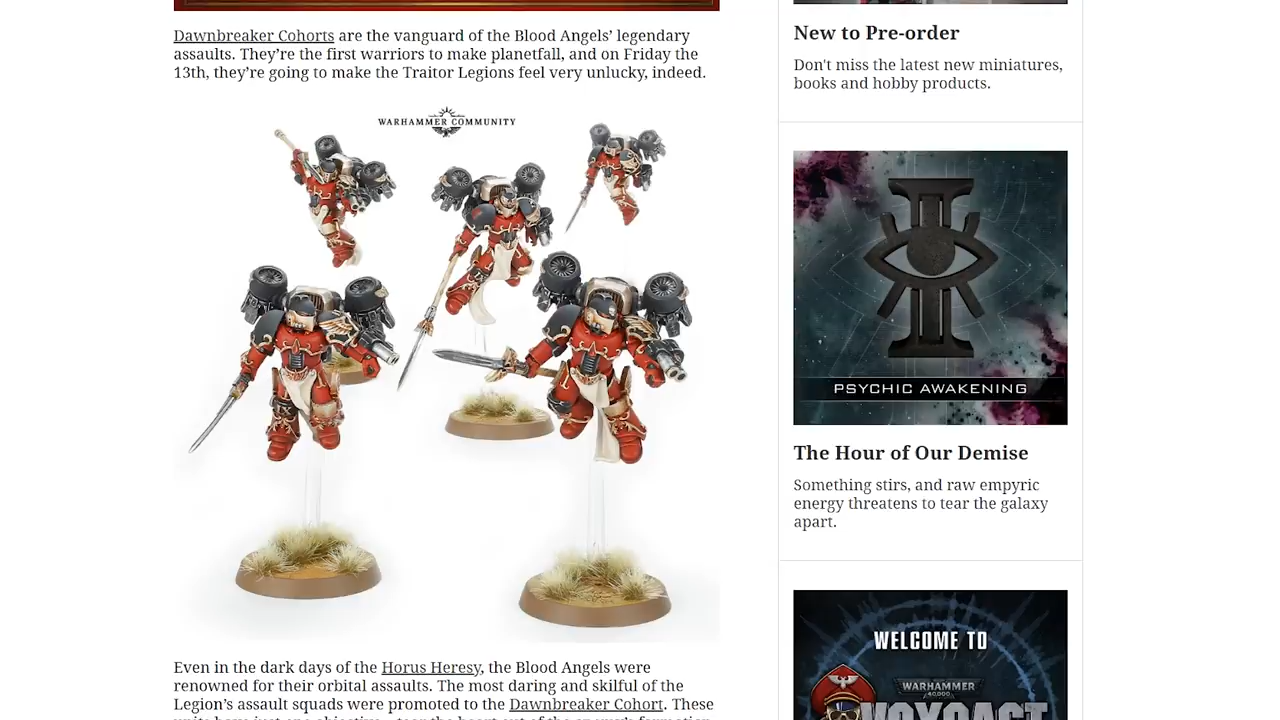 Dawnbreaker Cohorts are the vanguard of the Blood Angels’ legendary
assaults. They’re the first warriors to make planetfall, and on Friday the
13th, they’re going to make the Traitor Legions feel very unlucky, indeed.
WARHAMMER COMMUNITY
Even in the dark days of the Horus Heresy, the Blood Angels were
renowned for their orbital assaults. The most daring and skilful of the
Legion’s assault squads were promoted to the Dawnbreaker Cohort. These
New to Pre-order
Don't miss the latest new miniatures,
books and hobby products.
PSYCHIC AWAKENING
The Hour of Our Demise
Something stirs, and raw empyric
energy threatens to tear the galaxy
apart.
WELCOME TO
WARHAMMER
40,000
VOXCAST